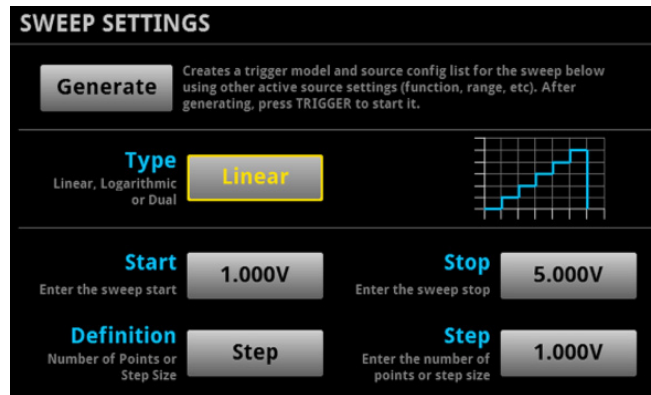 SWEEP SETTINGS
Generate
Creates a trigger model and source config list for the sweep below
using other active source settings (function, range, etc). After
generating, press TRIGGER to start it.
Type
Linear, Logarithmic
or Dual
Linear
Start
Enter the sweep start
1.000V
Stop
Enter the sweep stop
5.000V
Definition
Number of Points or
Step Size
Step
Step
Enter the number of
points or step size
1.000V